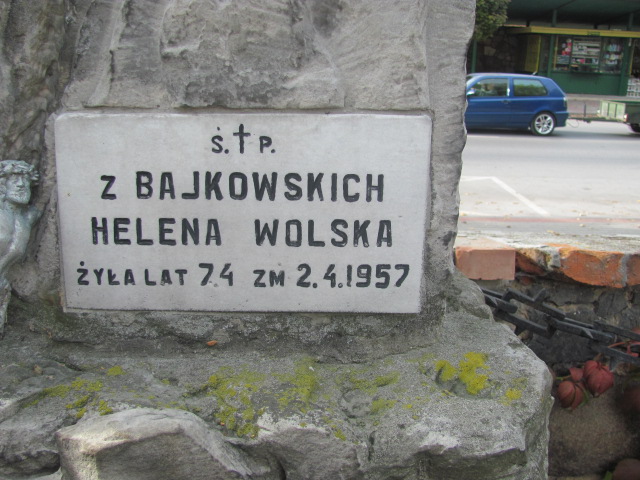 Ś.†P.
Z BAJKOWSKICH
HELENA WOLSKA
ŻYŁA LAT 74 ZM 2.4.1957